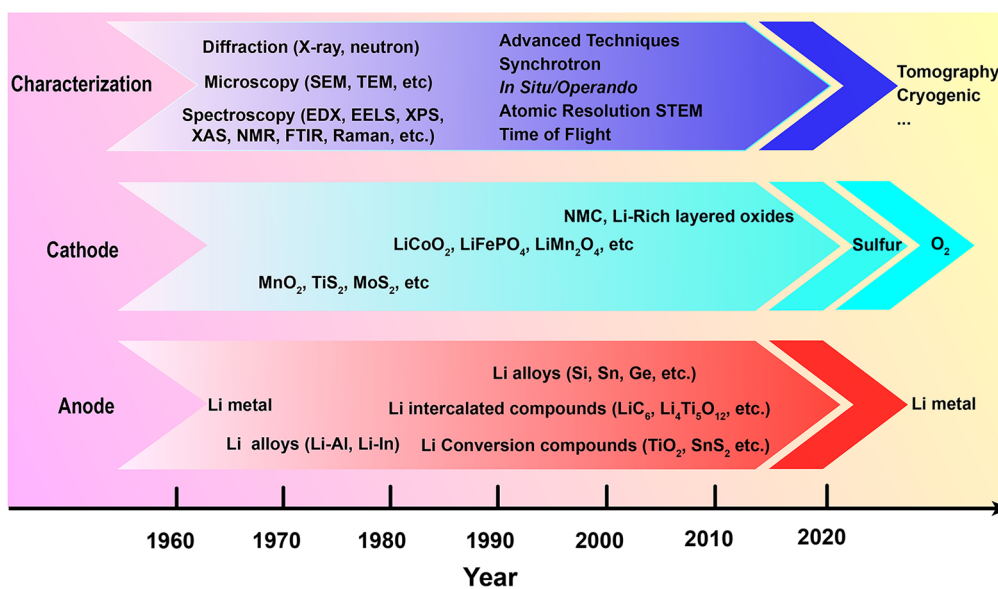 Characterization
Diffraction (X-ray, neutron)
Microscopy (SEM, TEM, etc)
Spectroscopy (EDX, EELS, XPS,
XAS, NMR, FTIR, Raman, etc.)
Advanced Techniques
Synchrotron
In Situ/Operando
Atomic Resolution STEM
Time of Flight
Tomography
Cryogenic
...
Cathode
NMC, Li-Rich layered oxides
LiCoO₂, LiFePO₄, LiMn₂O₄, etc
MnO₂, TiS₂, MoS₂, etc
Sulfur
O₂
Anode
Li alloys (Si, Sn, Ge, etc.)
Li metal
Li intercalated compounds (LiC₆, Li₄Ti₅O₁₂, etc.)
Li alloys (Li-Al, Li-In)
Li Conversion compounds (TiO₂, SnS₂ etc.)
Li metal
1960 1970 1980 1990 2000 2010 2020
Year